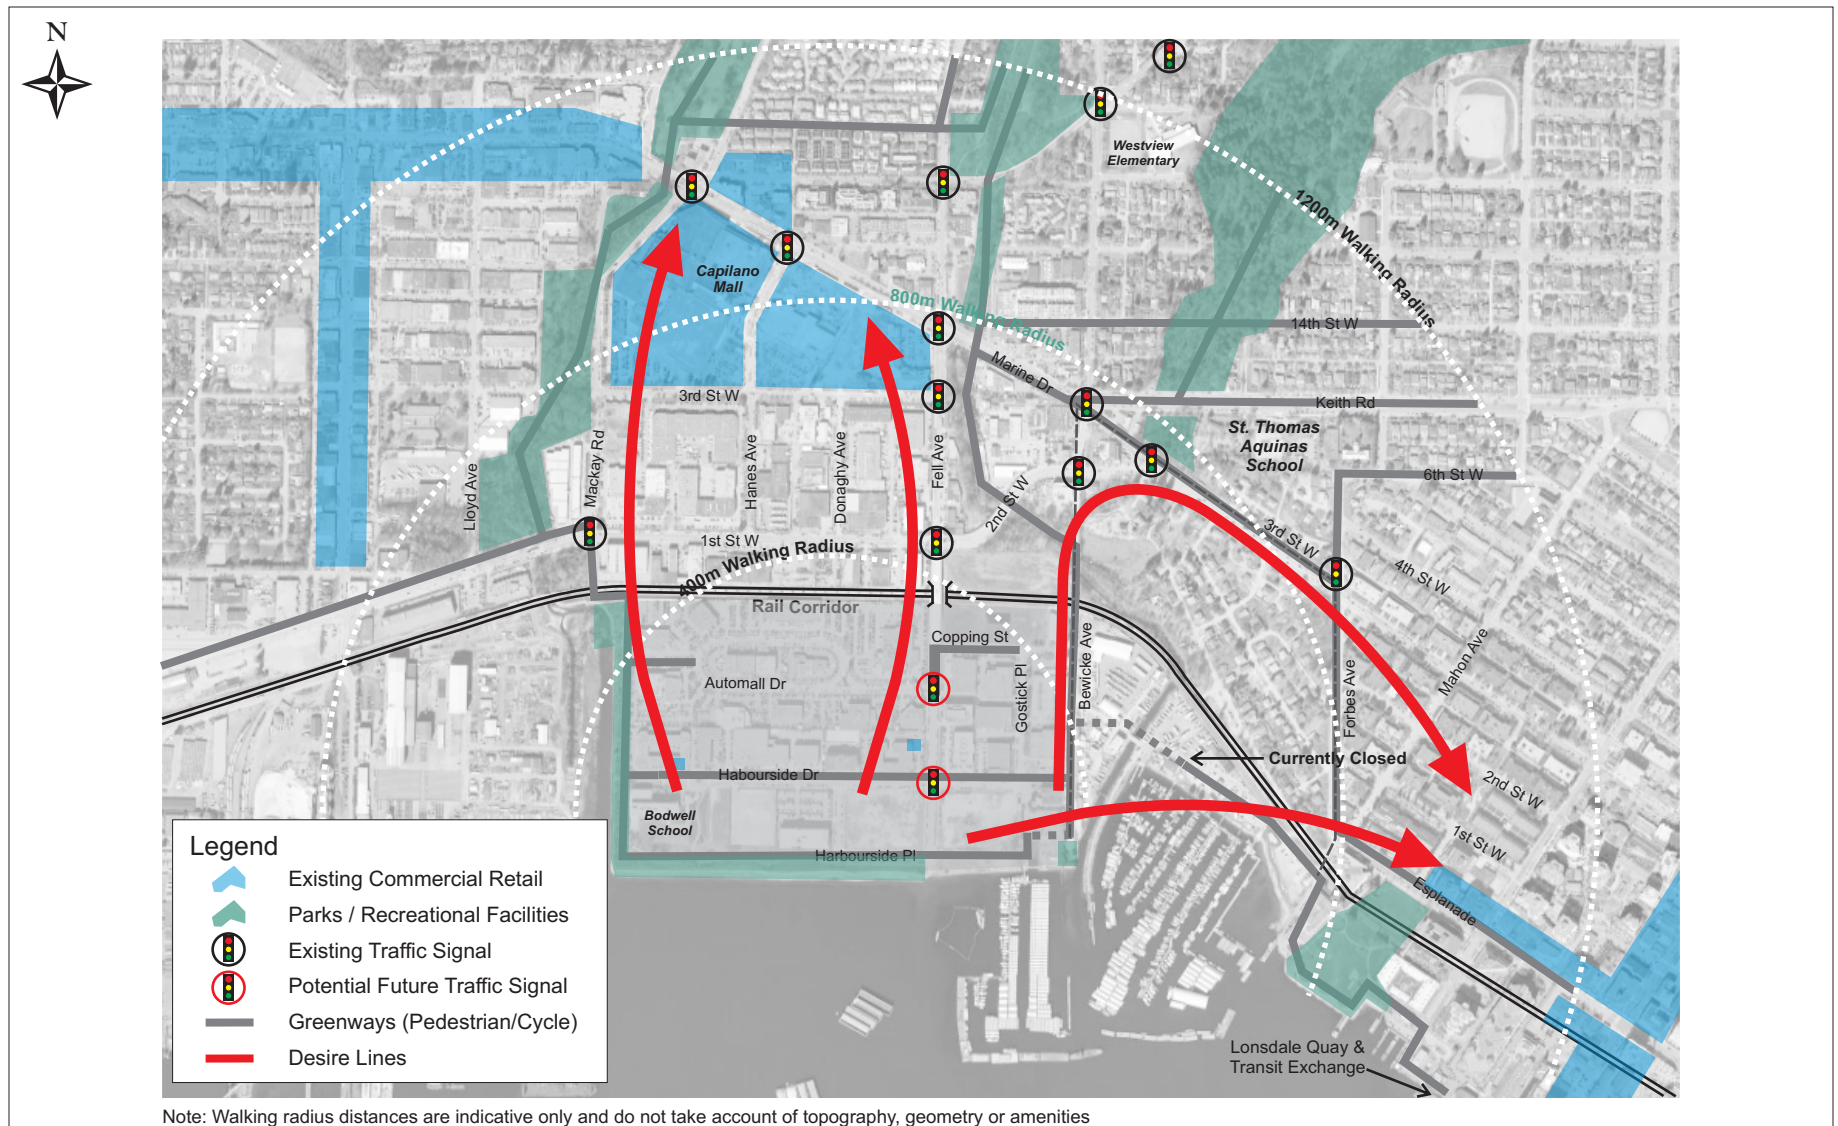 N
Westview
Elementary
1200m Walking Radius
Capilano
Mall
800m Walking Radius
14th St W
Marine Dr
3rd St W
Keith Rd
St. Thomas
Aquinas
School
Lloyd Ave
Mackay Rd
Hanes Ave
Donaghy Ave
Fell Ave
2nd St W
6th St W
1st St W
3rd St W
400m Walking Radius
4th St W
Rail Corridor
Copping St
Automall Dr
Gostick Pl
Bewicke Ave
Forbes Ave
Mahon Ave
Currently Closed
Habourside Dr
2nd St W
Bodwell
School
1st St W
Harbourside Pl
Esplanade
Legend
Existing Commercial Retail
Parks / Recreational Facilities
Existing Traffic Signal
Potential Future Traffic Signal
Greenways (Pedestrian/Cycle)
Desire Lines
Lonsdale Quay &
Transit Exchange
Note: Walking radius distances are indicative only and do not take account of topography, geometry or amenities